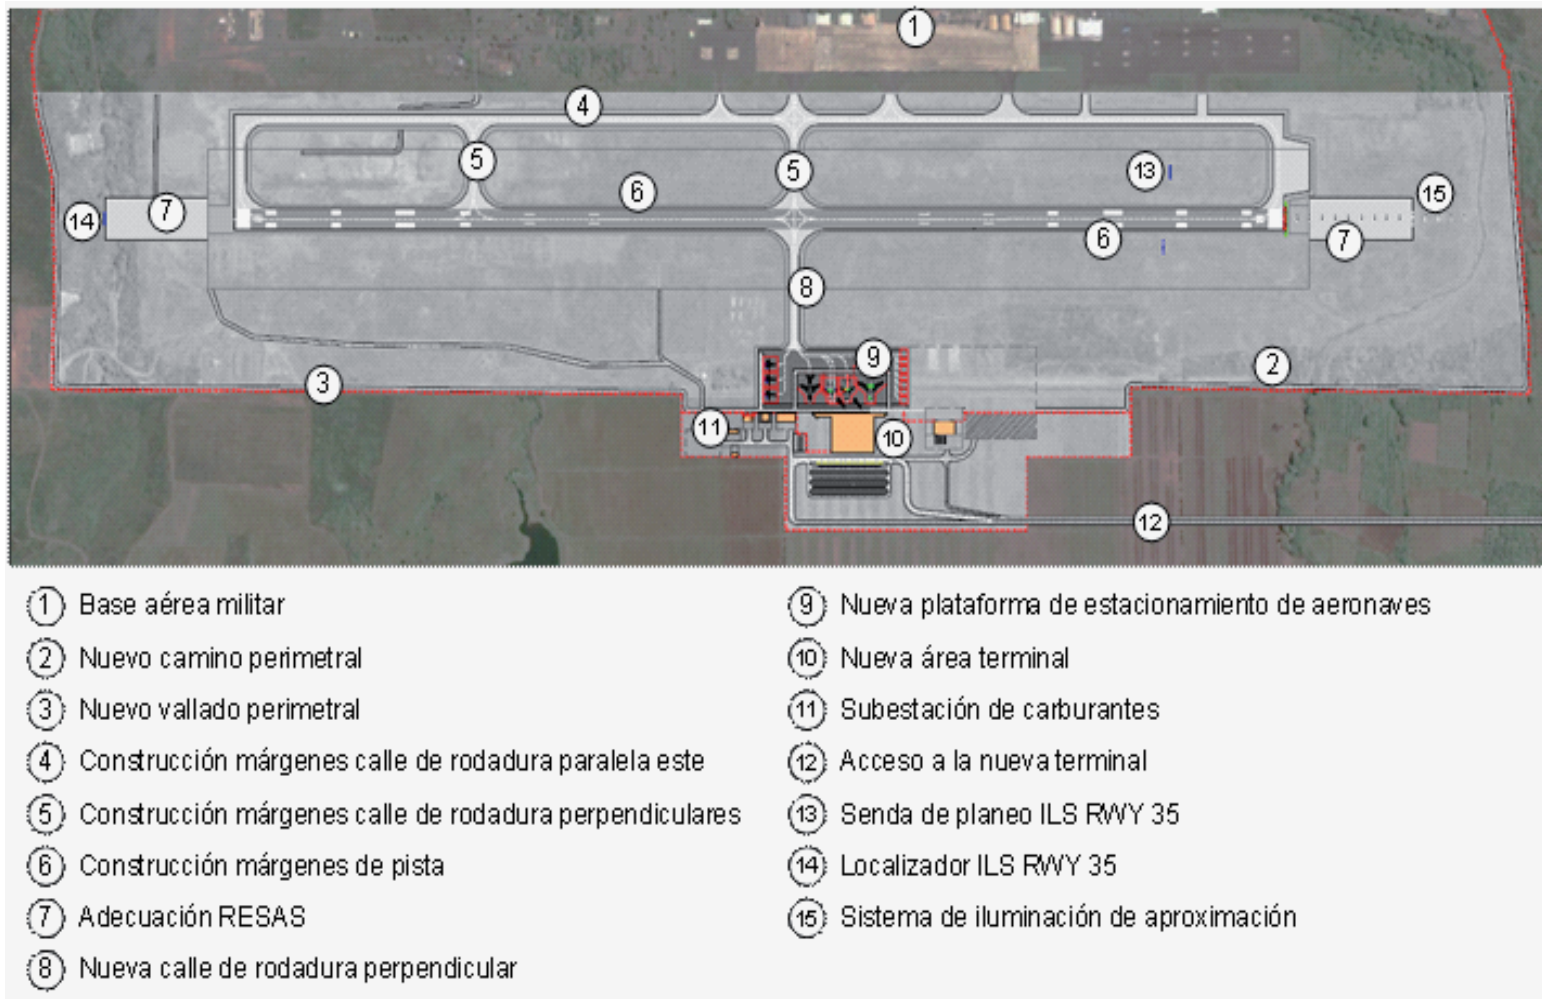 1
4
5
5
13
6
7
14
15
6
7
8
9
2
3
11
10
12
1 Base aérea militar
2 Nuevo camino perimetral
3 Nuevo vallado perimetral
4 Construcción márgenes calle de rodadura paralela este
5 Construcción márgenes calle de rodadura perpendiculares
6 Construcción márgenes de pista
7 Adecuación RESAS
8 Nueva calle de rodadura perpendicular
9 Nueva plataforma de estacionamiento de aeronaves
10 Nueva área terminal
11 Subestación de carburantes
12 Acceso a la nueva terminal
13 Senda de planeo ILS RWY 35
14 Localizador ILS RWY 35
15 Sistema de iluminación de aproximación